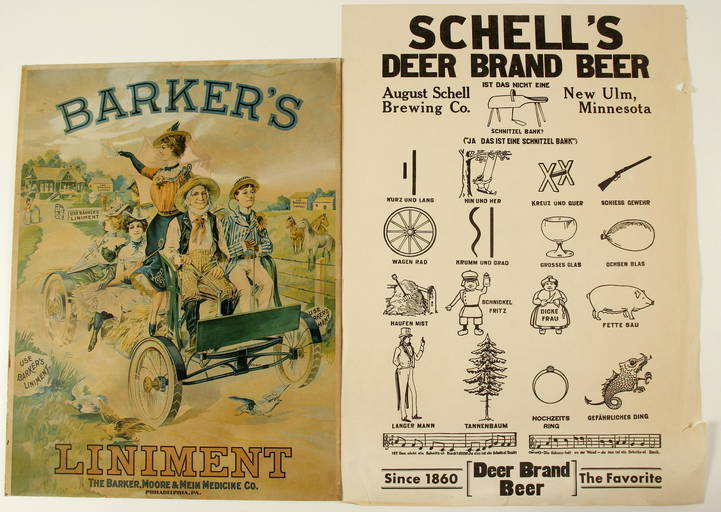 BARKER'S
USE BARKER'S
LINIMENT
USE
BARKER'S
LINIMENT
USE
BARKER'S
LINIMENT
THE BARKER, MOORE & MEIN MEDICINE CO.
PHILADELPHIA, PA.
SCHELL'S
DEER BRAND BEER
August Schell
Brewing Co.
IST DAS NICHT EINE
SCHNITZEL BANK?
New Ulm,
Minnesota
("JA DAS IST EINE SCHNITZEL BANK")
KURZ UND LANG
HIN UND HER
KREUZ UND QUER
SCHIESS GEWEHR
WAGEN RAD
KRUMM UND GRAD
GROSSES GLAS
OCHSEN BLAS
HAUFEN MIST
SCHNICKEL
FRITZ
DICKE
FRAU
FETTE SAU
LANGER MANN
TANNENBAUM
HOCHZEITS
RING
GEFÄHRLICHES DING
Since 1860
Deer Brand
Beer
The Favorite